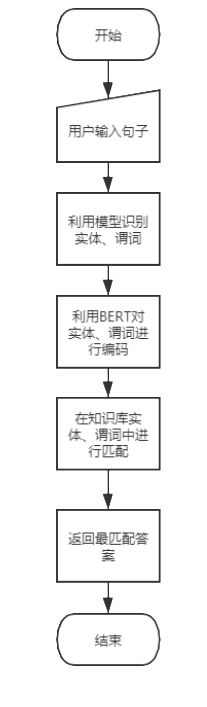 开始
用户输入句子
利用模型识别
实体、谓词
利用BERT对
实体、谓词进
行编码
在知识库实
体、谓词中进
行匹配
返回最匹配答
案
结束